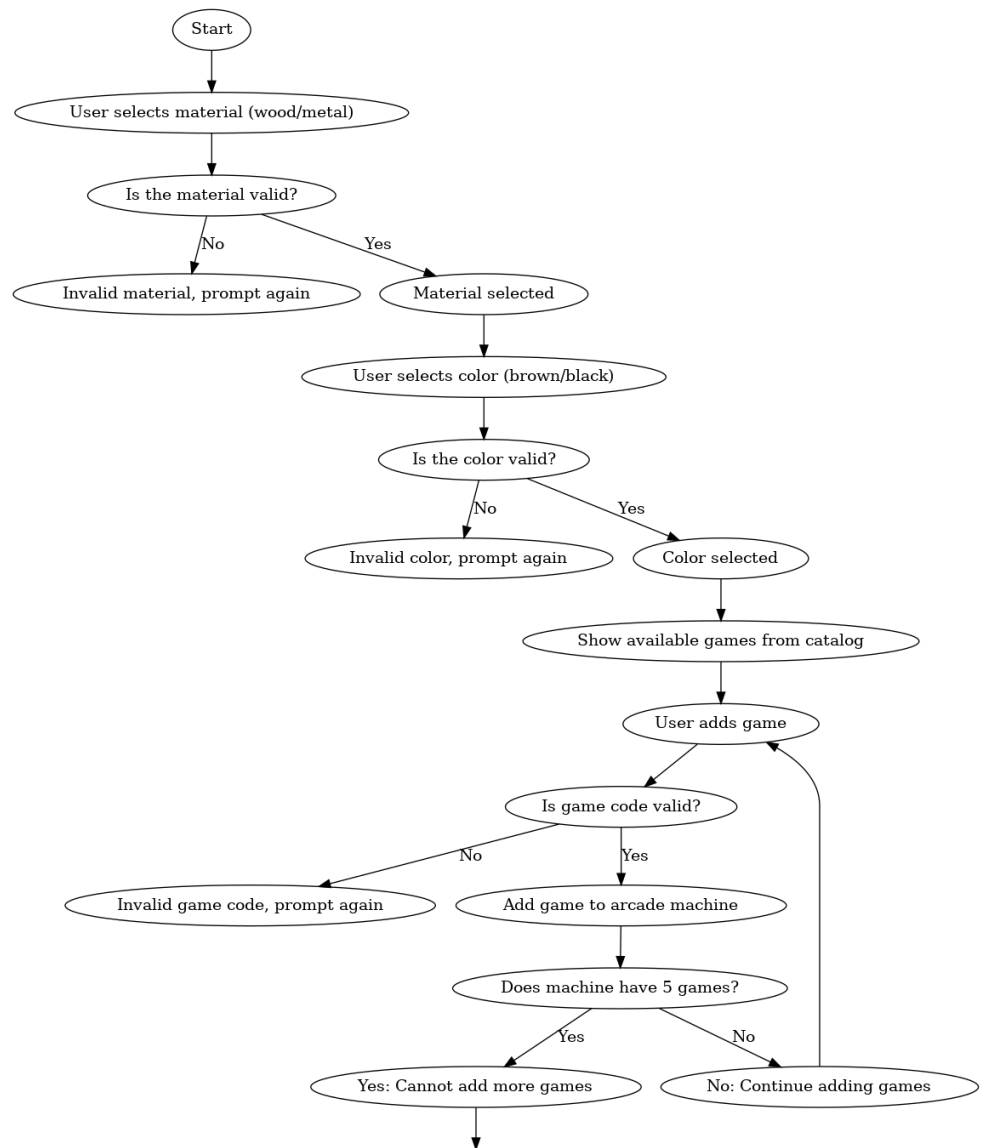 Start
User selects material (wood/metal)
Is the material valid?
No
Yes
Invalid material, prompt again
Material selected
User selects color (brown/black)
Is the color valid?
No
Yes
Invalid color, prompt again
Color selected
Show available games from catalog
User adds game
Is game code valid?
No
Yes
Invalid game code, prompt again
Add game to arcade machine
Does machine have 5 games?
Yes
No
Yes: Cannot add more games
No: Continue adding games